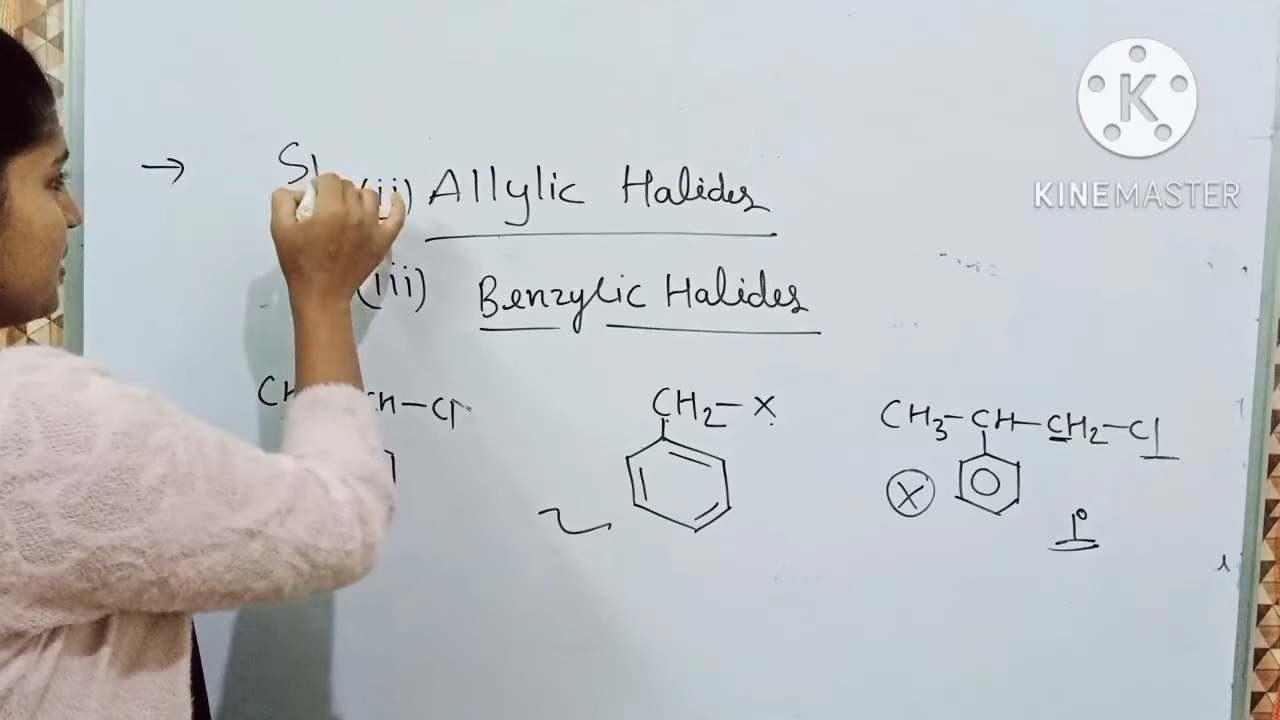 → (ii) Allylic Halides
(iii) Benzylic Halides
CH₂—X
CH₃—CH—CH₂—Cl
X
1°
K
KINEMASTER